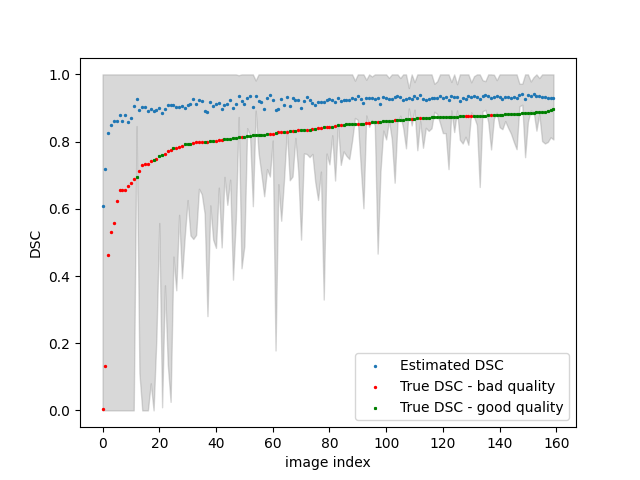 1.0
0.8
0.6
0.4
0.2
0.0
DSC
Estimated DSC
True DSC - bad quality
True DSC - good quality
0 20 40 60 80 100 120 140 160
image index